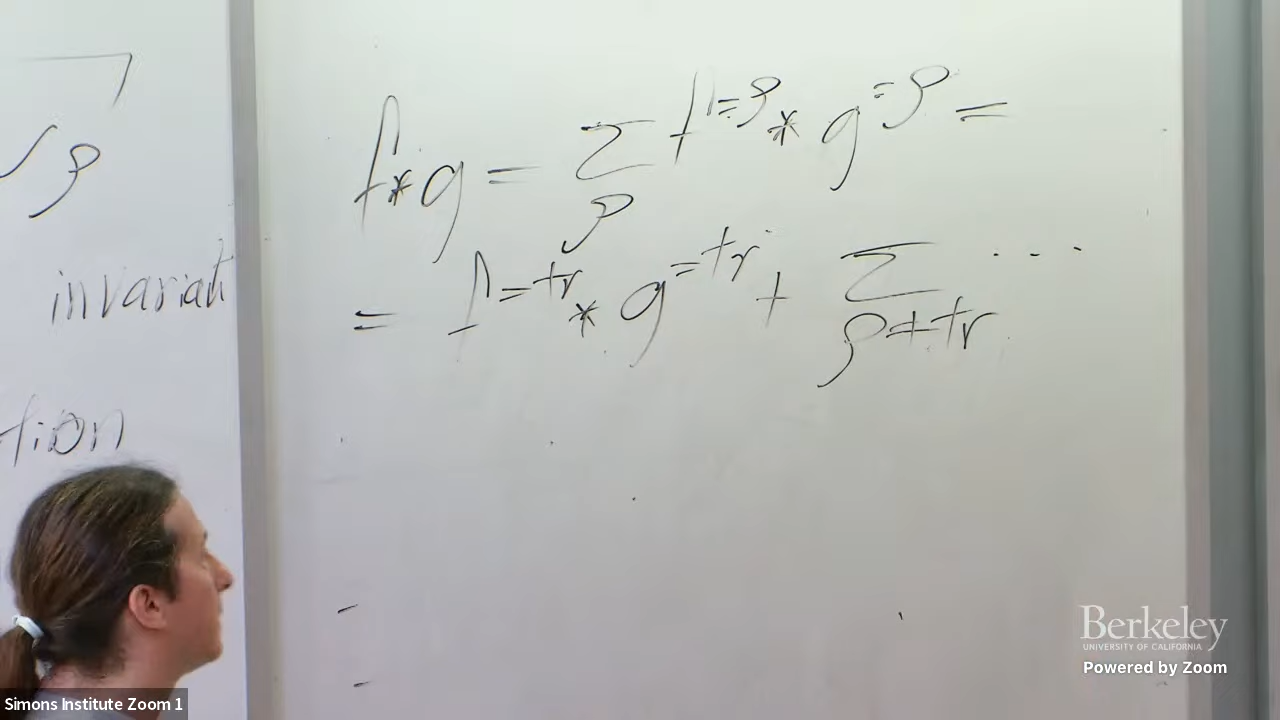 ρ
invariant
tion
f * g = Σ_ρ f^{=ρ} * g^{=ρ} =
= f^{=tr} * g^{=tr} + Σ_{ρ≠tr} ...
Berkeley
UNIVERSITY OF CALIFORNIA
Powered by Zoom
Simons Institute Zoom 1